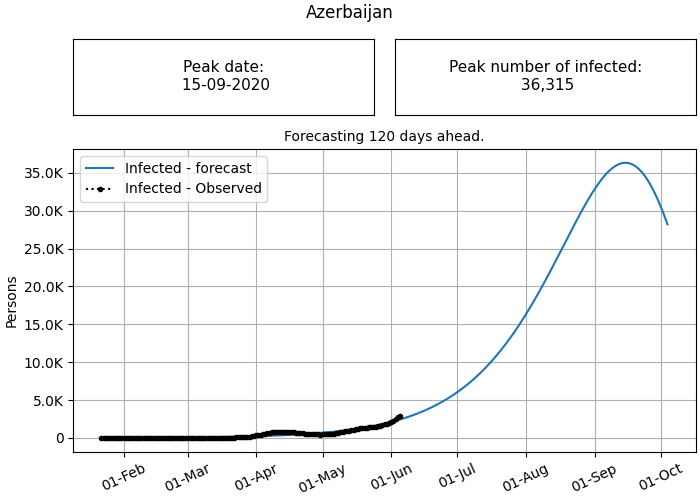 Azerbaijan
Peak date:
15-09-2020
Peak number of infected:
36,315
Forecasting 120 days ahead.
Infected - forecast
Infected - Observed
Persons
35.0K
30.0K
25.0K
20.0K
15.0K
10.0K
5.0K
0
01-Feb
01-Mar
01-Apr
01-May
01-Jun
01-Jul
01-Aug
01-Sep
01-Oct